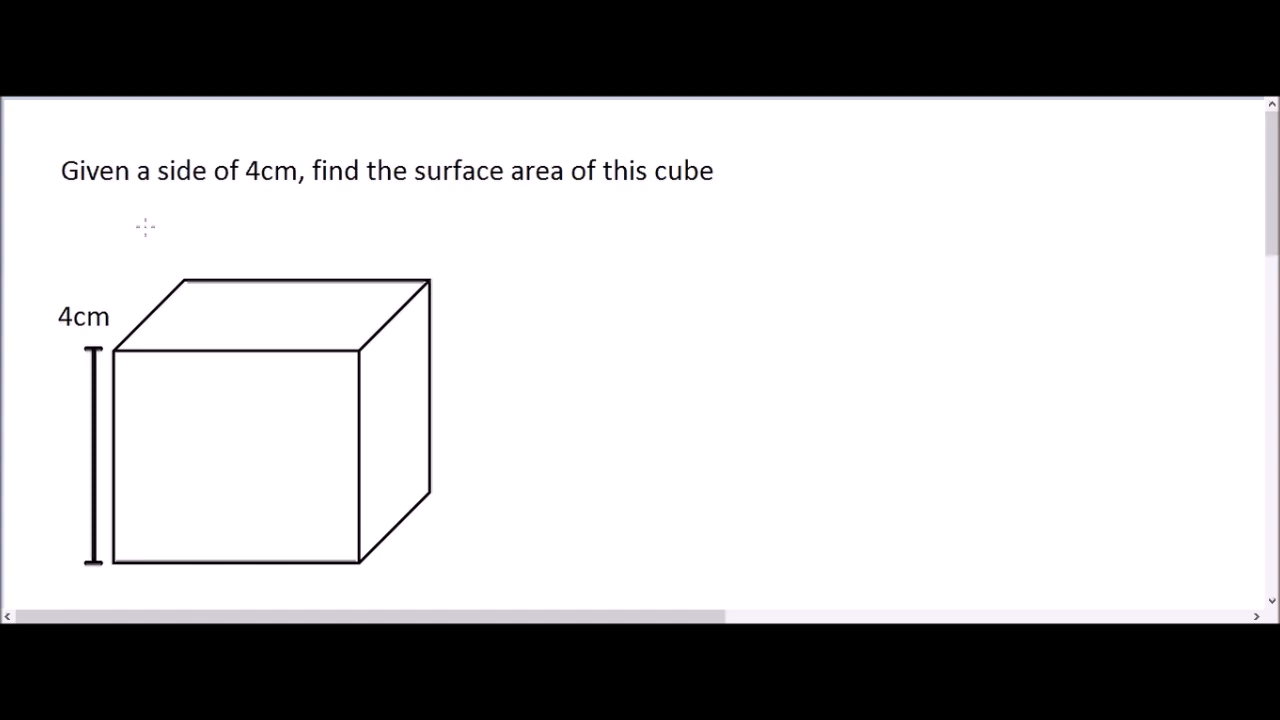 Given a side of 4cm, find the surface area of this cube
4cm